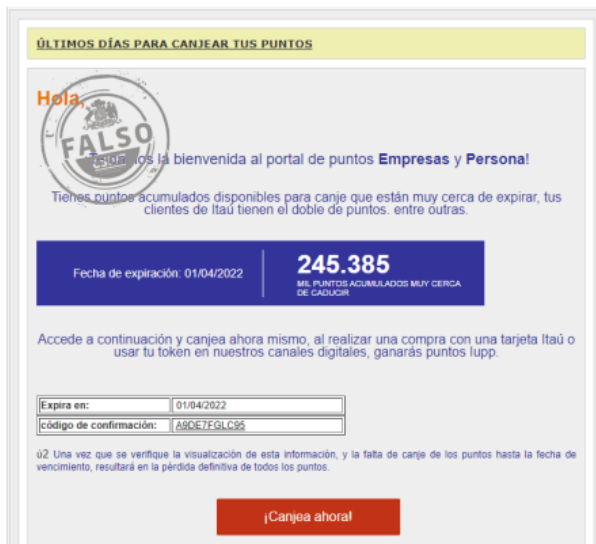 ÚLTIMOS DÍAS PARA CANJEAR TUS PUNTOS
Hola,
FALSO
la bienvenida al portal de puntos Empresas y Persona!
Tienes puntos acumulados disponibles para canje que están muy cerca de expirar, tus
clientes de Itaú tienen el doble de puntos. entre outras.
Fecha de expiración: 01/04/2022
245.385
MIL PUNTOS ACUMULADOS MUY CERCA
DE CADUCIR
Accede a continuación y canjea ahora mismo, al realizar una compra con una tarjeta Itaú o
usar tu token en nuestros canales digitales, ganarás puntos Iupp.
Expira en: 01/04/2022
código de confirmación: A9DE7FGLC95
ú2 Una vez que se verifique la visualización de esta información, y la falta de canje de los puntos hasta la fecha de
vencimiento, resultará en la pérdida definitiva de todos los puntos.
¡Canjea ahora!